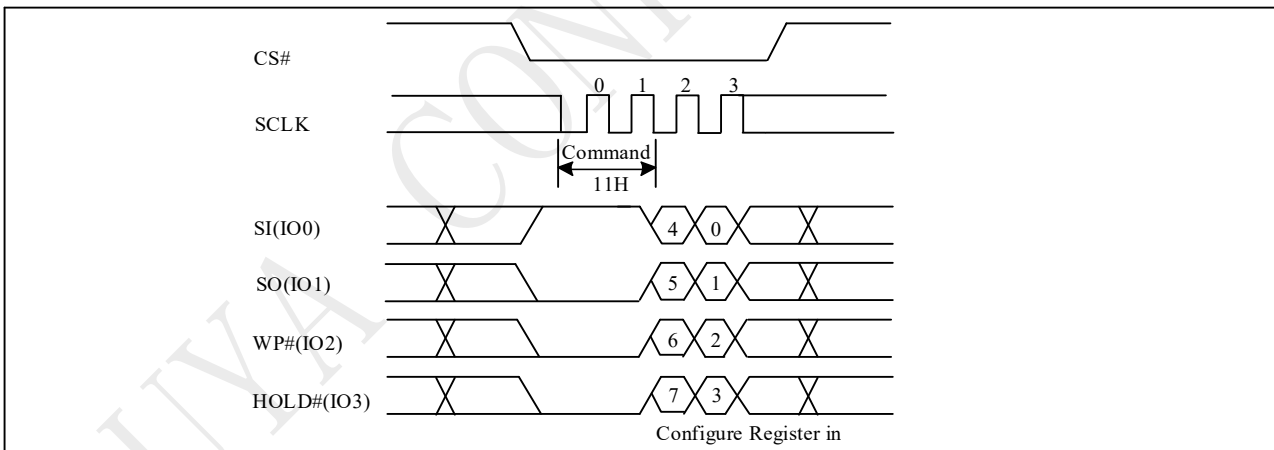 CS#
0 1 2 3
SCLK
Command
11H
SI(IO0) 4 0
SO(IO1) 5 1
WP#(IO2) 6 2
HOLD#(IO3) 7 3
Configure Register in